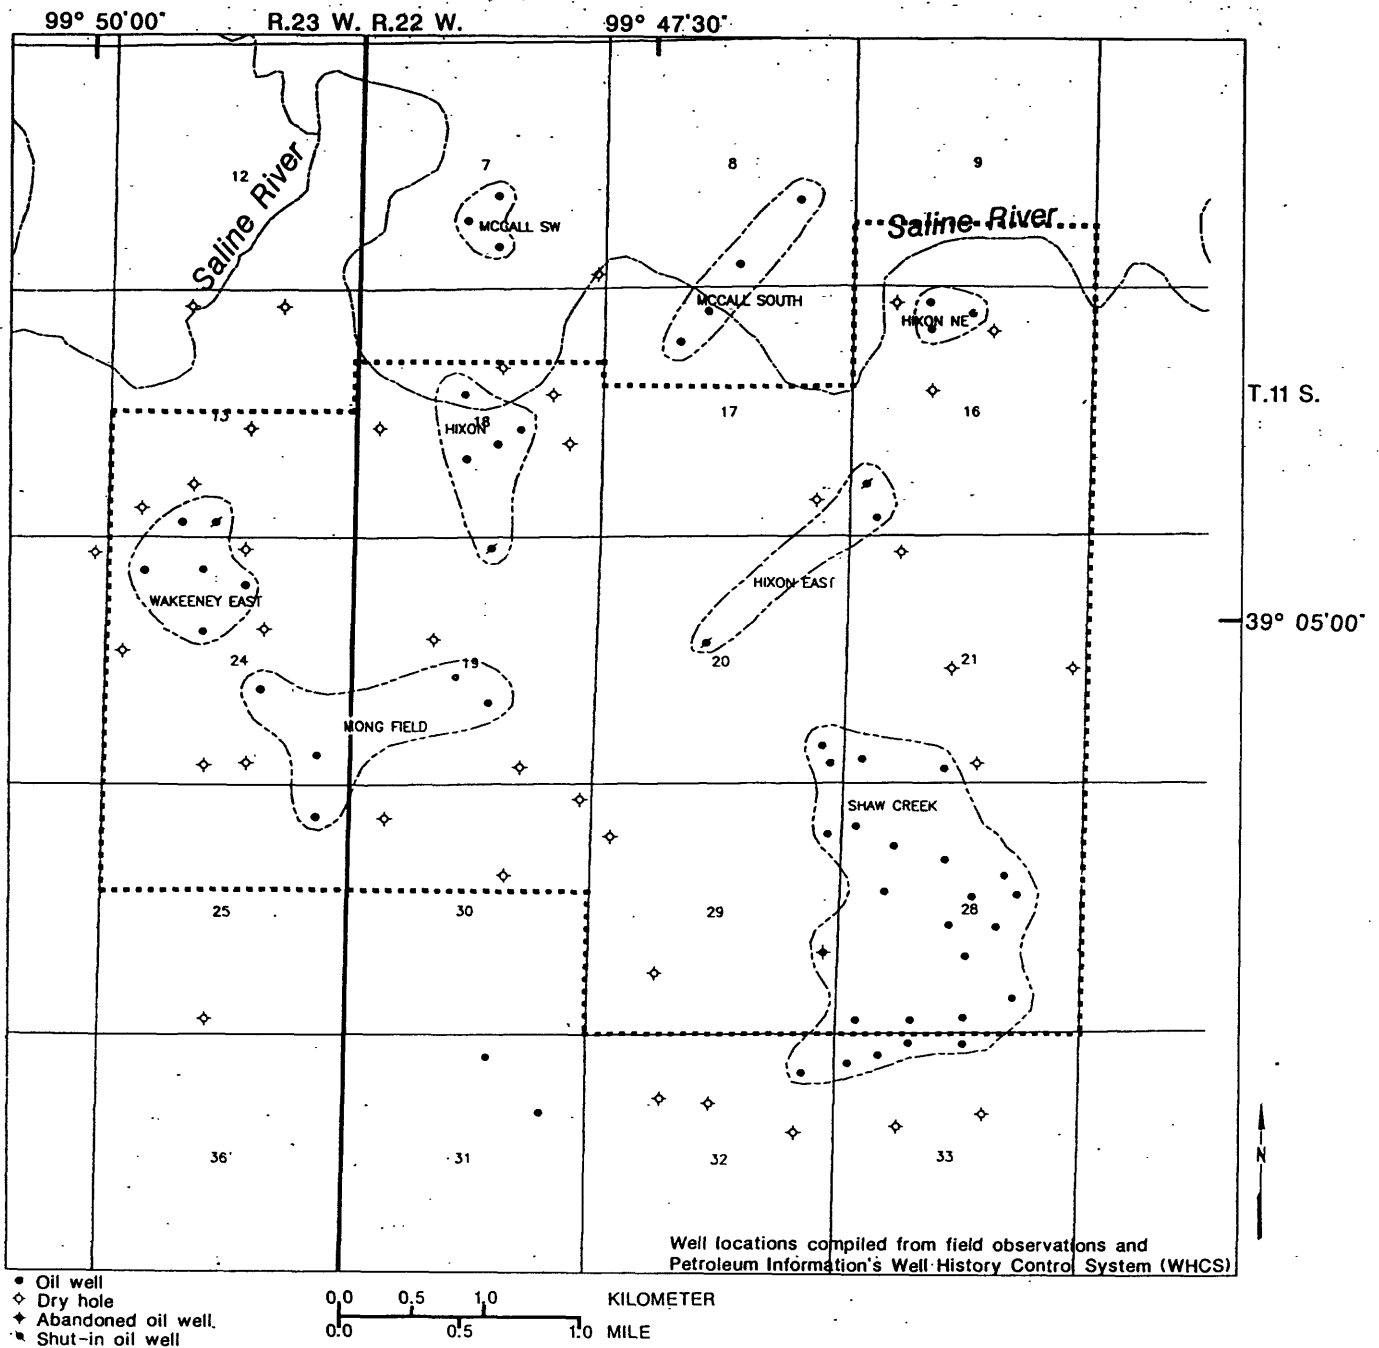 99° 50'00" R.23 W. R.22 W. 99° 47'30"
7 8 9
12
Saline River
Saline River
MCCALL SW
MCCALL SOUTH
HIXON NE
T.11 S.
13 18 17 16
HIXON
HIXON EAST
WAKEENEY EAST
39° 05'00"
24 19 20 21
MONG FIELD
SHAW CREEK
25 30 29 28
36 31 32 33
N
Well locations compiled from field observations and
Petroleum Information's Well History Control System (WHCS)
Oil well
Dry hole
Abandoned oil well
Shut-in oil well
0.0 0.5 1.0 KILOMETER
0.0 0.5 1.0 MILE